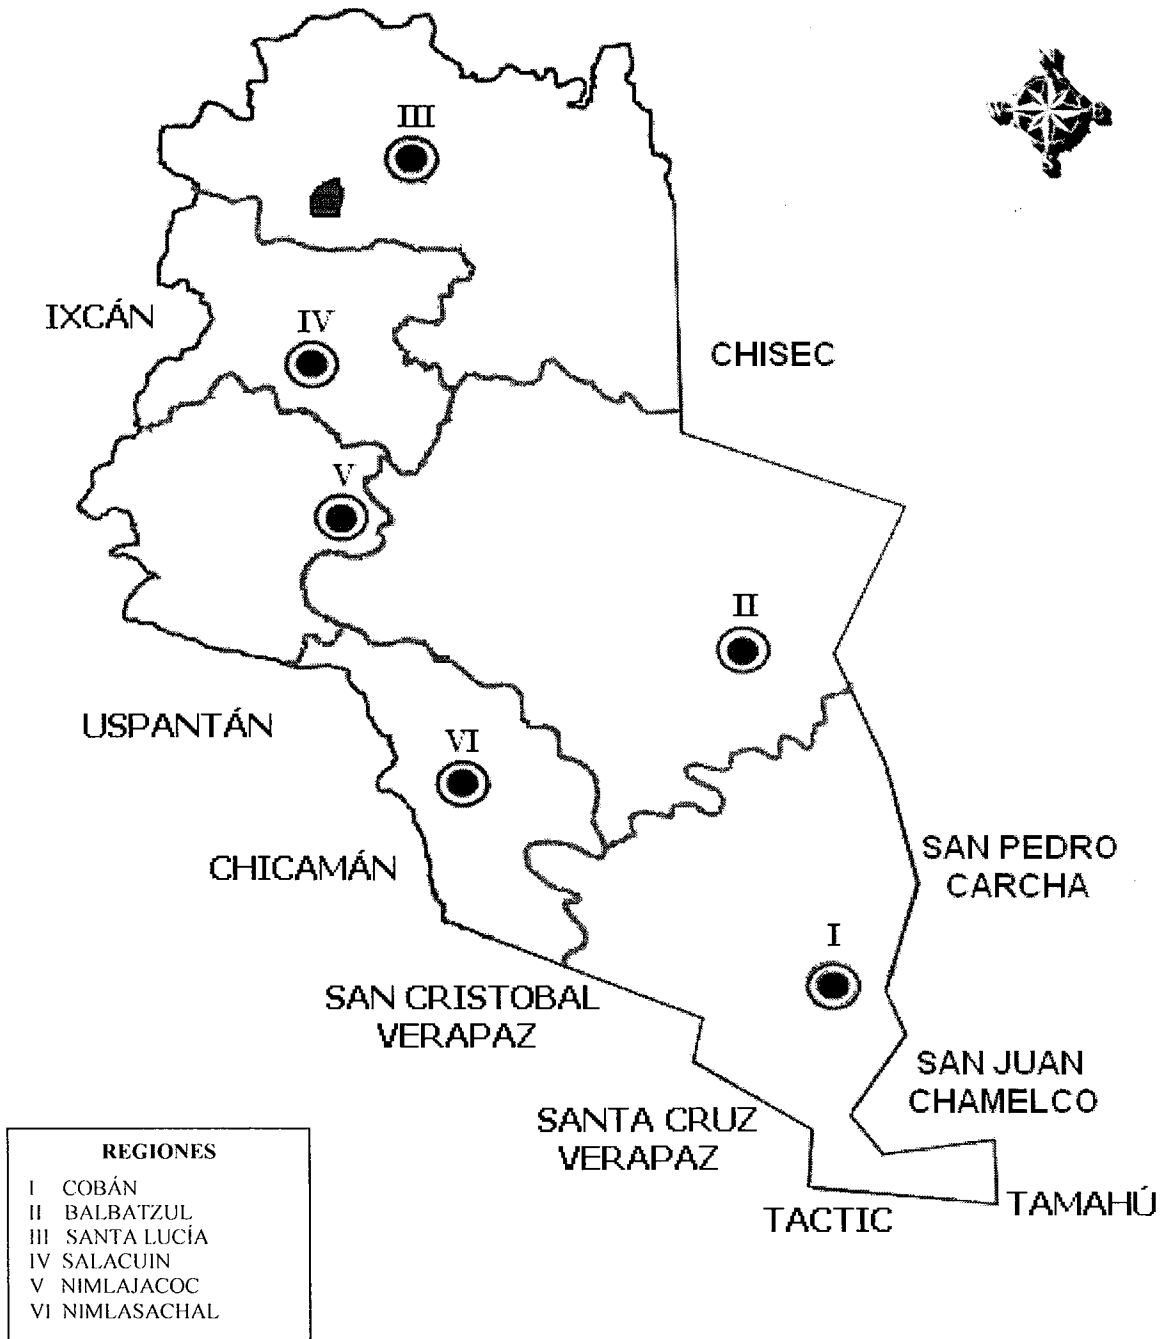 N
S
III
IXCÁN
IV
CHISEC
V
II
USPANTÁN
VI
CHICAMÁN
SAN PEDRO
CARCHA
I
SAN CRISTOBAL
VERAPAZ
SAN JUAN
CHAMELCO
SANTA CRUZ
VERAPAZ
TACTIC
TAMAHÚ
REGIONES
I COBÁN
II BALBATZUL
III SANTA LUCÍA
IV SALACUIN
V NIMLAJACOC
VI NIMLASACHAL